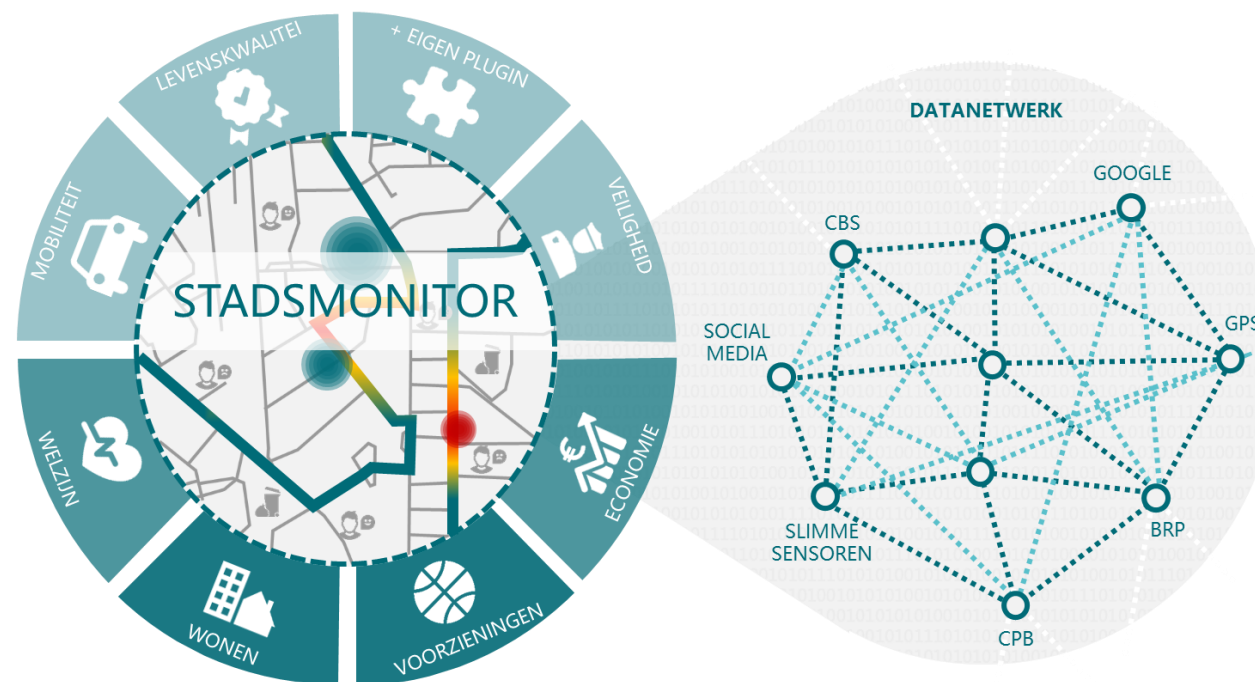 LEVENSKWALITEI
+ EIGEN PLUGIN
MOBILITEIT
VEILIGHEID
STADSMONITOR
WELZIJN
ECONOMIE
WONEN
VOORZIENINGEN
DATANETWERK
GOOGLE
CBS
SOCIAL
MEDIA
GPS
SLIMME
SENSOREN
BRP
CPB